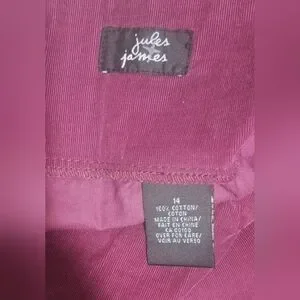 jules
james
14
100% COTTON/
COTON
MADE IN CHINA/
FAIT EN CHINE
CA 00100
OVER FOR CARE/
VOIR AU VERSO